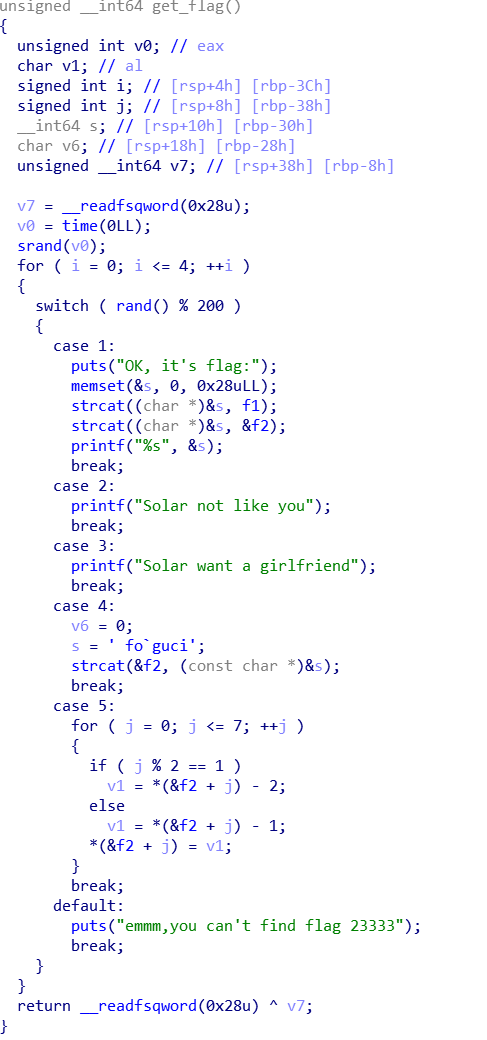 unsigned __int64 get_flag()
{
  unsigned int v0; // eax
  char v1; // al
  signed int i; // [rsp+4h] [rbp-3Ch]
  signed int j; // [rsp+8h] [rbp-38h]
  __int64 s; // [rsp+10h] [rbp-30h]
  char v6; // [rsp+18h] [rbp-28h]
  unsigned __int64 v7; // [rsp+38h] [rbp-8h]

  v7 = __readfsqword(0x28u);
  v0 = time(0LL);
  srand(v0);
  for ( i = 0; i <= 4; ++i )
  {
    switch ( rand() % 200 )
    {
      case 1:
        puts("OK, it's flag:");
        memset(&s, 0, 0x28uLL);
        strcat((char *)&s, f1);
        strcat((char *)&s, &f2);
        printf("%s", &s);
        break;
      case 2:
        printf("Solar not like you");
        break;
      case 3:
        printf("Solar want a girlfriend");
        break;
      case 4:
        v6 = 0;
        s = ' fo`guci';
        strcat(&f2, (const char *)&s);
        break;
      case 5:
        for ( j = 0; j <= 7; ++j )
        {
          if ( j % 2 == 1 )
            v1 = *(&f2 + j) - 2;
          else
            v1 = *(&f2 + j) - 1;
          *(&f2 + j) = v1;
        }
        break;
      default:
        puts("emmm,you can't find flag 23333");
        break;
    }
  }
  return __readfsqword(0x28u) ^ v7;
}